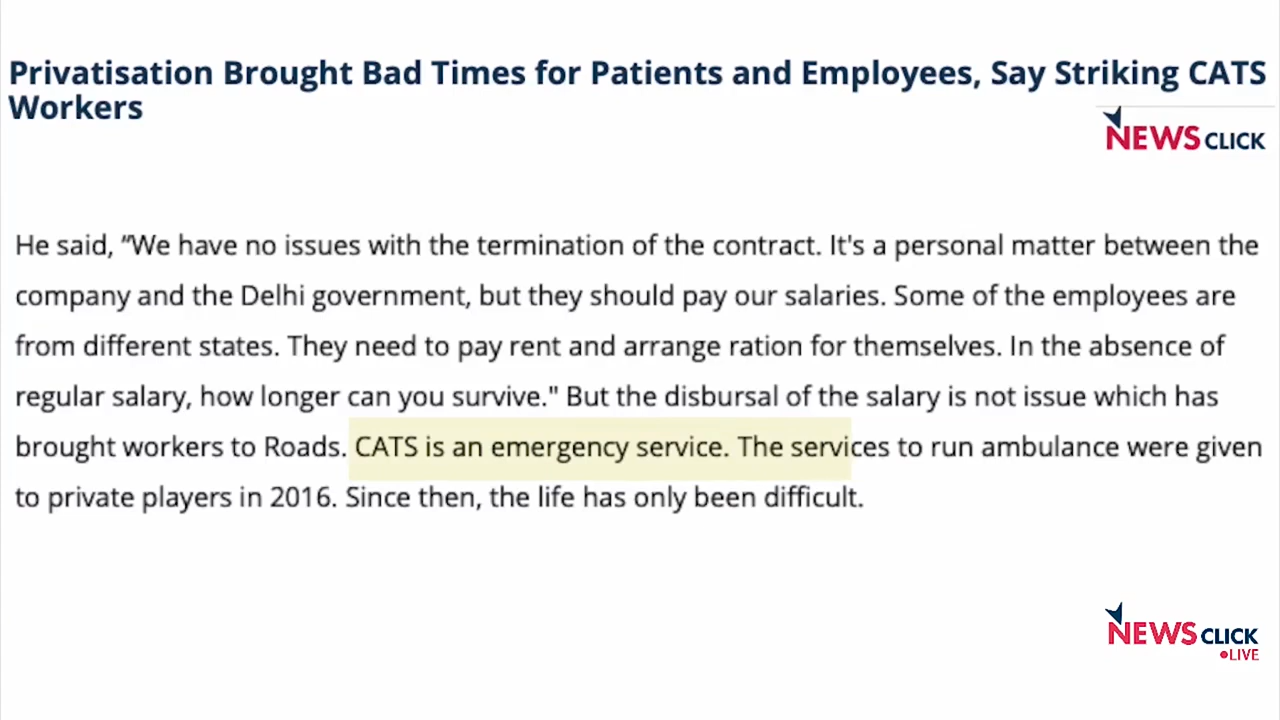 Privatisation Brought Bad Times for Patients and Employees, Say Striking CATS
Workers
NEWS CLICK
He said, “We have no issues with the termination of the contract. It's a personal matter between the
company and the Delhi government, but they should pay our salaries. Some of the employees are
from different states. They need to pay rent and arrange ration for themselves. In the absence of
regular salary, how longer can you survive." But the disbursal of the salary is not issue which has
brought workers to Roads. CATS is an emergency service. The services to run ambulance were given
to private players in 2016. Since then, the life has only been difficult.
NEWS CLICK
LIVE